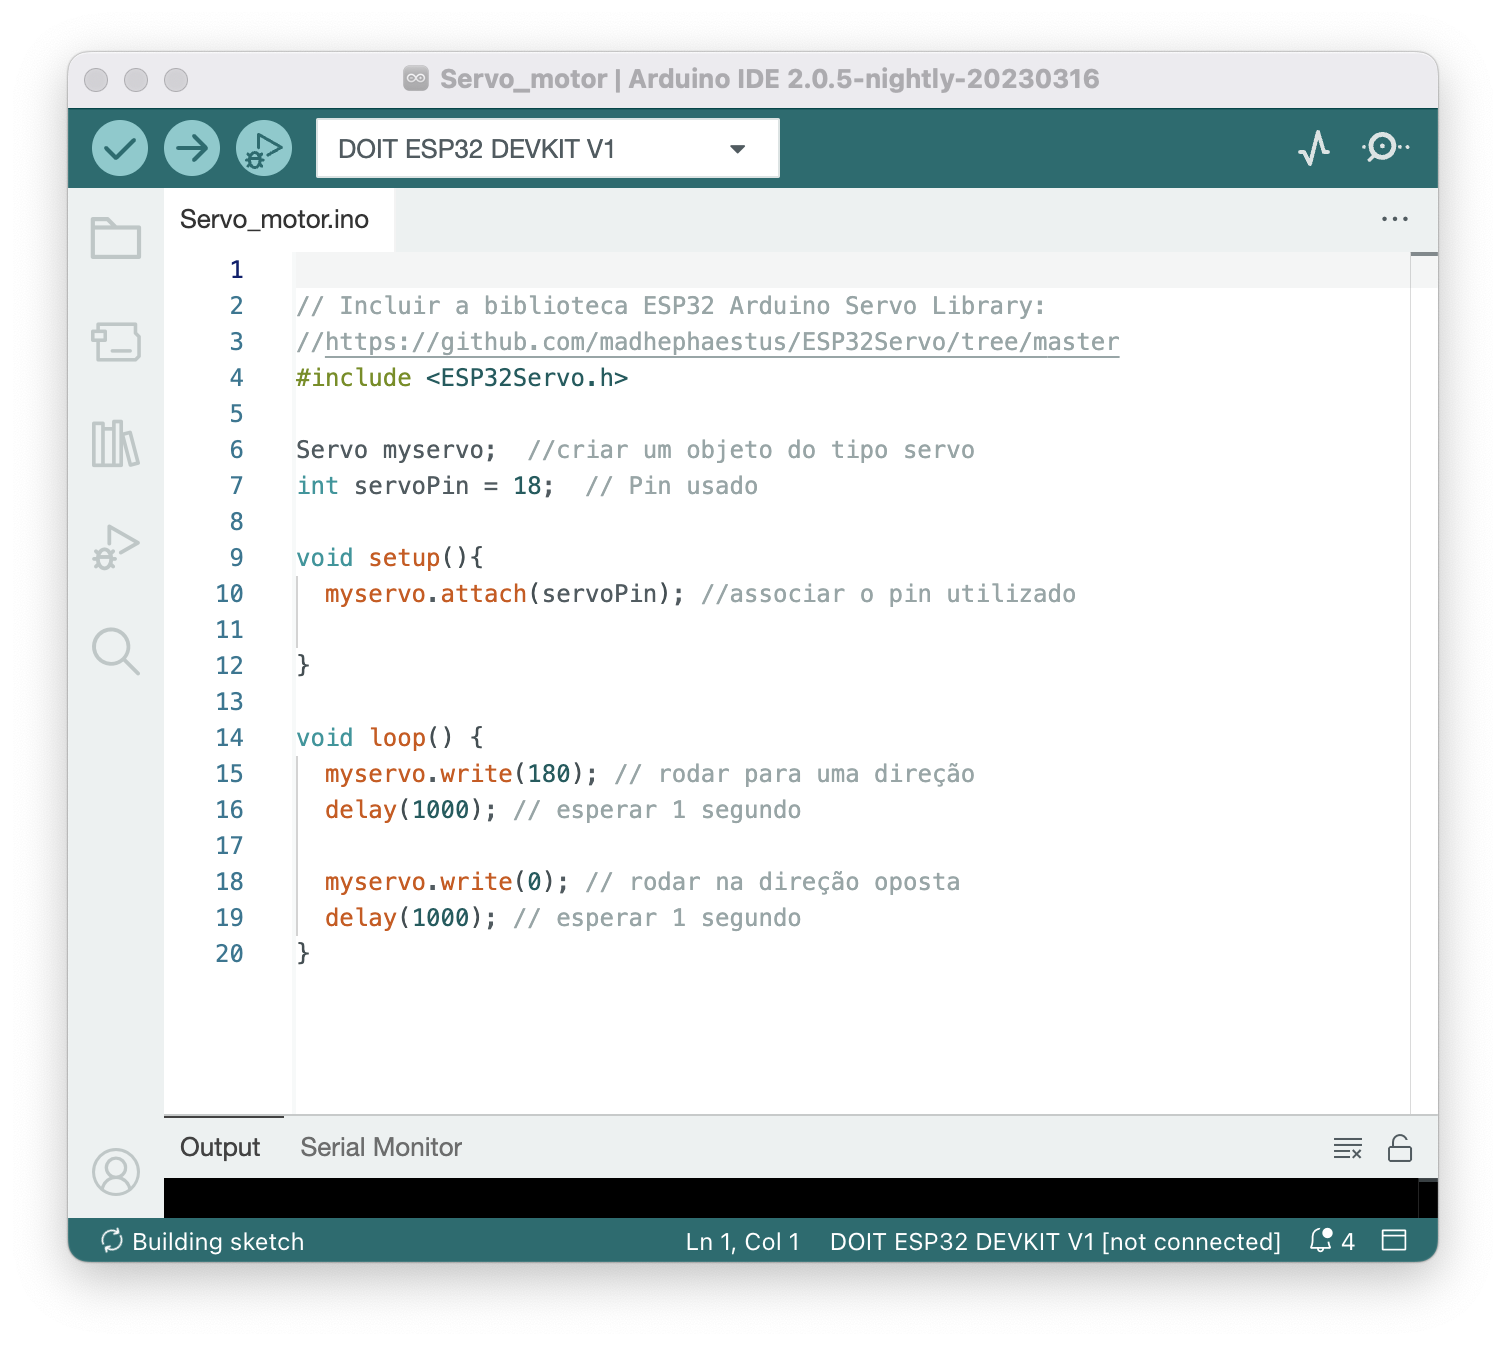 Servo_motor | Arduino IDE 2.0.5-nightly-20230316
DOIT ESP32 DEVKIT V1
Servo_motor.ino
1
2 // Incluir a biblioteca ESP32 Arduino Servo Library:
3 //https://github.com/madhephaestus/ESP32Servo/tree/master
4 #include <ESP32Servo.h>
5
6 Servo myservo;  //criar um objeto do tipo servo
7 int servoPin = 18;  // Pin usado
8
9 void setup(){
10   myservo.attach(servoPin); //associar o pin utilizado
11
12 }
13
14 void loop() {
15   myservo.write(180); // rodar para uma direção
16   delay(1000); // esperar 1 segundo
17
18   myservo.write(0); // rodar na direção oposta
19   delay(1000); // esperar 1 segundo
20 }
Output Serial Monitor
Building sketch Ln 1, Col 1 DOIT ESP32 DEVKIT V1 [not connected] 4